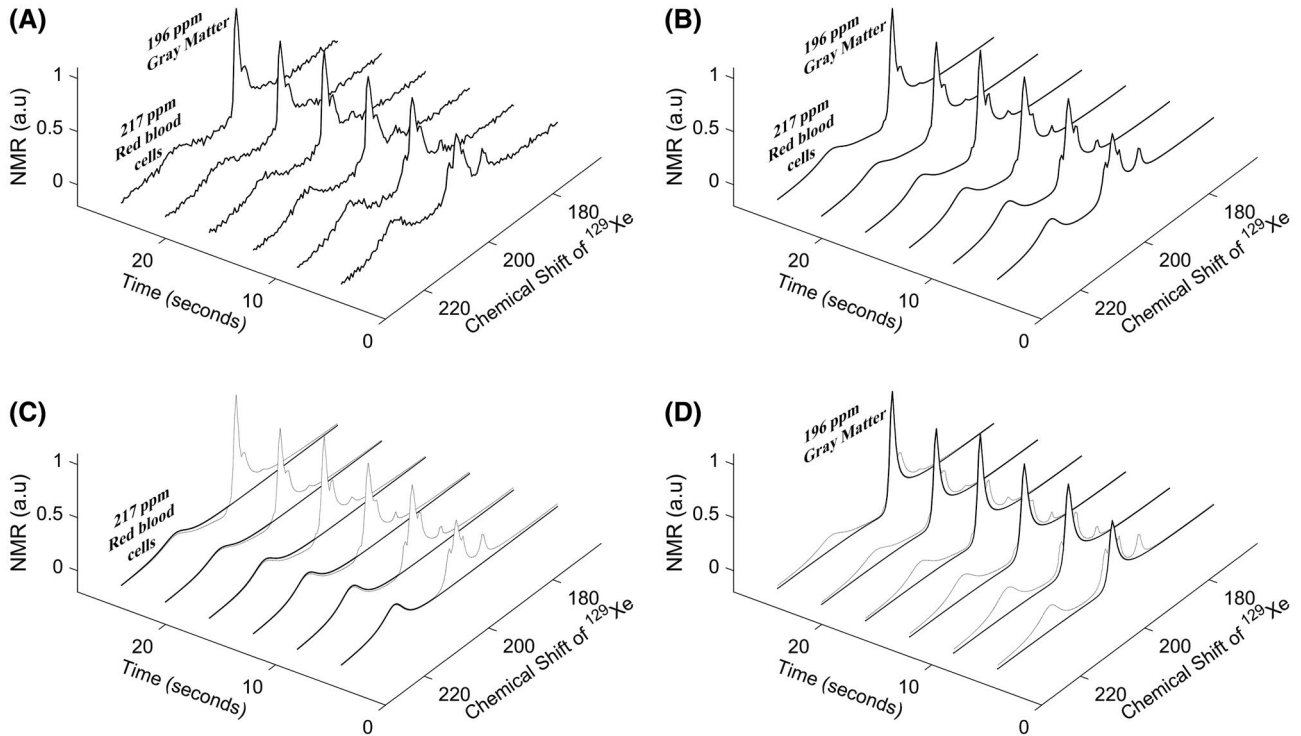 (A)
196 ppm
Gray Matter
217 ppm
Red blood
cells
NMR (a.u)
1
0.5
0
20
10
0
Time (seconds)
180
200
220
Chemical Shift of ¹²⁹Xe
(B)
196 ppm
Gray Matter
217 ppm
Red blood
cells
NMR (a.u)
1
0.5
0
20
10
0
Time (seconds)
180
200
220
Chemical Shift of ¹²⁹Xe
(C)
217 ppm
Red blood
cells
NMR (a.u)
1
0.5
0
20
10
0
Time (seconds)
180
200
220
Chemical Shift of ¹²⁹Xe
(D)
196 ppm
Gray Matter
NMR (a.u)
1
0.5
0
20
10
0
Time (seconds)
180
200
220
Chemical Shift of ¹²⁹Xe